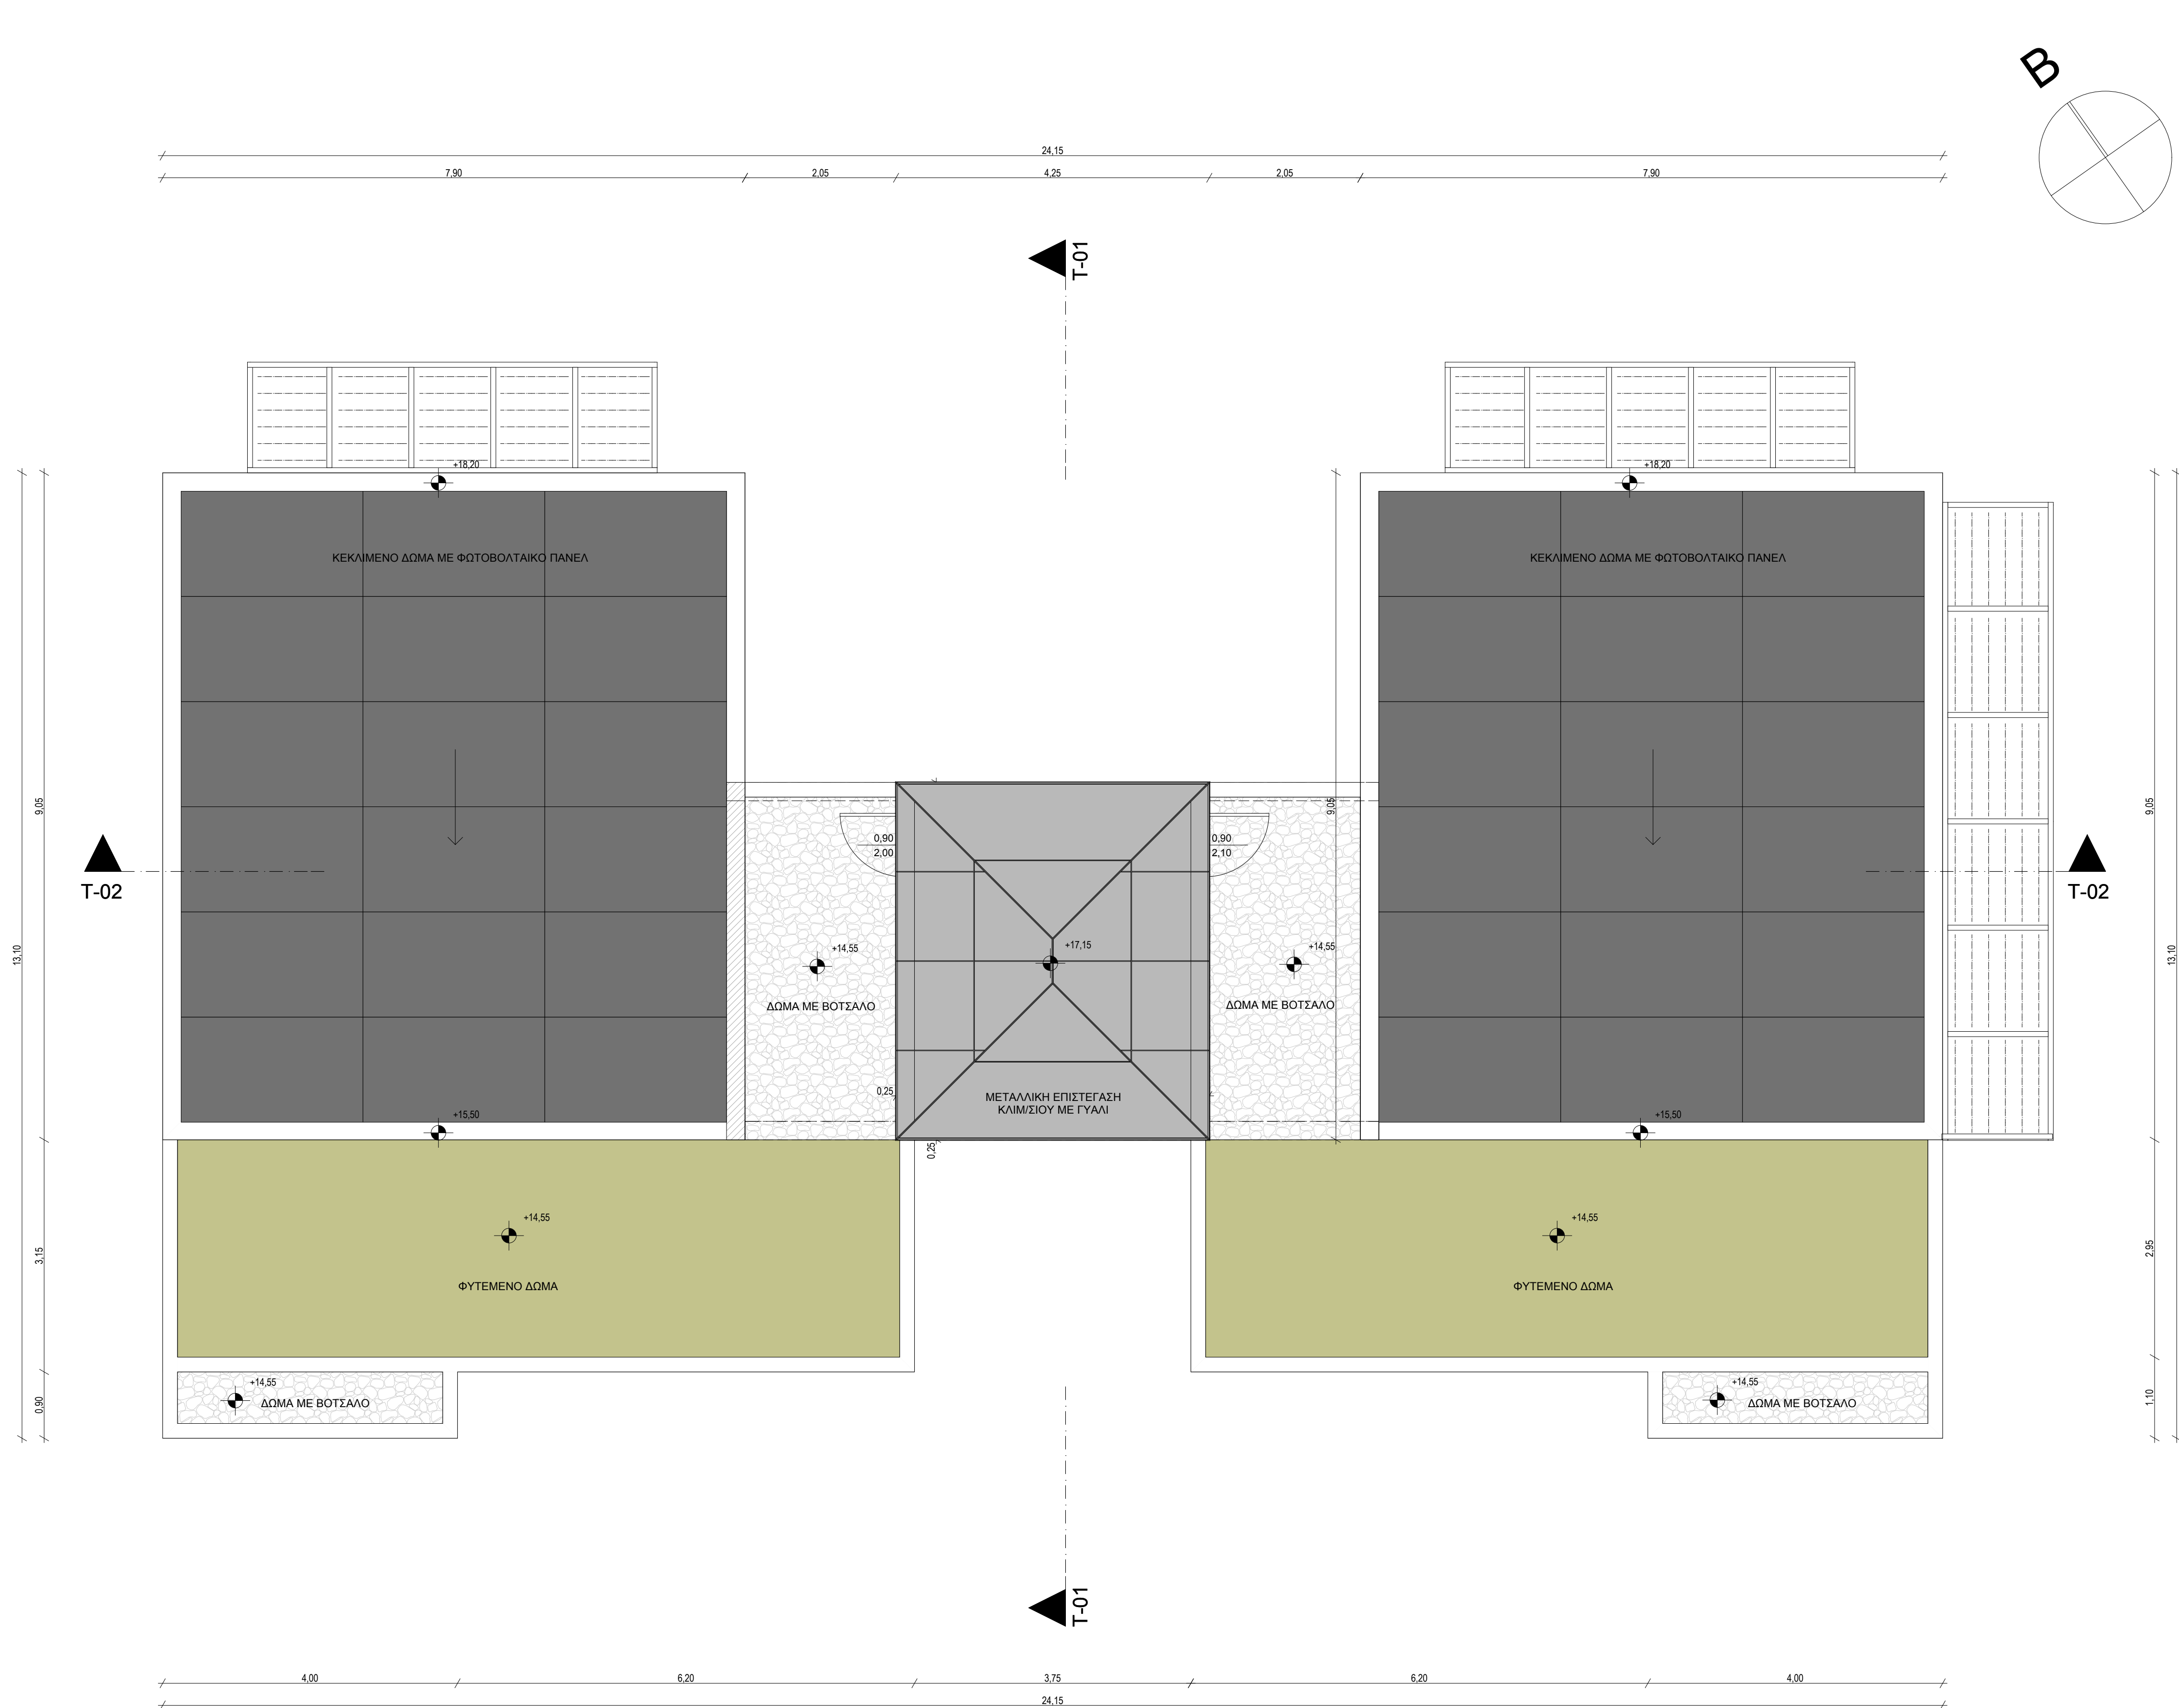 B
24,15
7,90
2,05
4,25
2,05
7,90
T-01
+18,20
+18,20
ΚΕΚΛΙΜΕΝΟ ΔΩΜΑ ΜΕ ΦΩΤΟΒΟΛΤΑΙΚΟ ΠΑΝΕΛ
ΚΕΚΛΙΜΕΝΟ ΔΩΜΑ ΜΕ ΦΩΤΟΒΟΛΤΑΙΚΟ ΠΑΝΕΛ
9,05
9,05
9,05
0,90
2,00
0,90
2,10
T-02
T-02
13,10
13,10
+14,55
+17,15
+14,55
ΔΩΜΑ ΜΕ ΒΟΤΣΑΛΟ
ΔΩΜΑ ΜΕ ΒΟΤΣΑΛΟ
0,25
ΜΕΤΑΛΛΙΚΗ ΕΠΙΣΤΕΓΑΣΗ
ΚΛΙΜ/ΣΙΟΥ ΜΕ ΓΥΑΛΙ
+15,50
+15,50
0,25
+14,55
+14,55
3,15
2,95
ΦΥΤΕΜΕΝΟ ΔΩΜΑ
ΦΥΤΕΜΕΝΟ ΔΩΜΑ
+14,55
+14,55
0,90
ΔΩΜΑ ΜΕ ΒΟΤΣΑΛΟ
ΔΩΜΑ ΜΕ ΒΟΤΣΑΛΟ
1,10
T-01
4,00
6,20
3,75
6,20
4,00
24,15